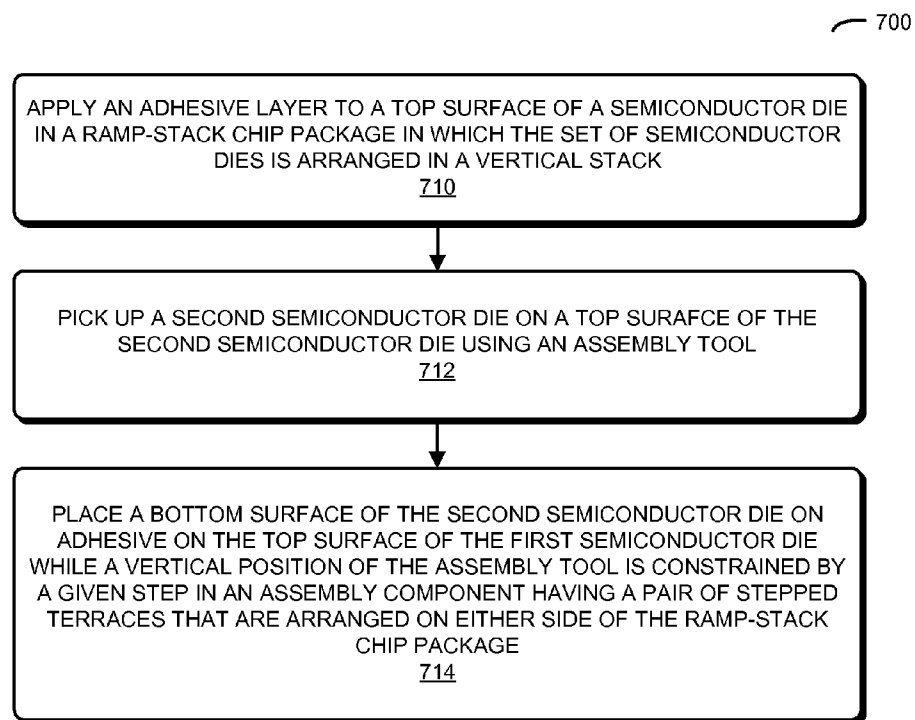 700
APPLY AN ADHESIVE LAYER TO A TOP SURFACE OF A SEMICONDUCTOR DIE
IN A RAMP-STACK CHIP PACKAGE IN WHICH THE SET OF SEMICONDUCTOR
DIES IS ARRANGED IN A VERTICAL STACK
710
PICK UP A SECOND SEMICONDUCTOR DIE ON A TOP SURAFCE OF THE
SECOND SEMICONDUCTOR DIE USING AN ASSEMBLY TOOL
712
PLACE A BOTTOM SURFACE OF THE SECOND SEMICONDUCTOR DIE ON
ADHESIVE ON THE TOP SURFACE OF THE FIRST SEMICONDUCTOR DIE
WHILE A VERTICAL POSITION OF THE ASSEMBLY TOOL IS CONSTRAINED BY
A GIVEN STEP IN AN ASSEMBLY COMPONENT HAVING A PAIR OF STEPPED
TERRACES THAT ARE ARRANGED ON EITHER SIDE OF THE RAMP-STACK
CHIP PACKAGE
714